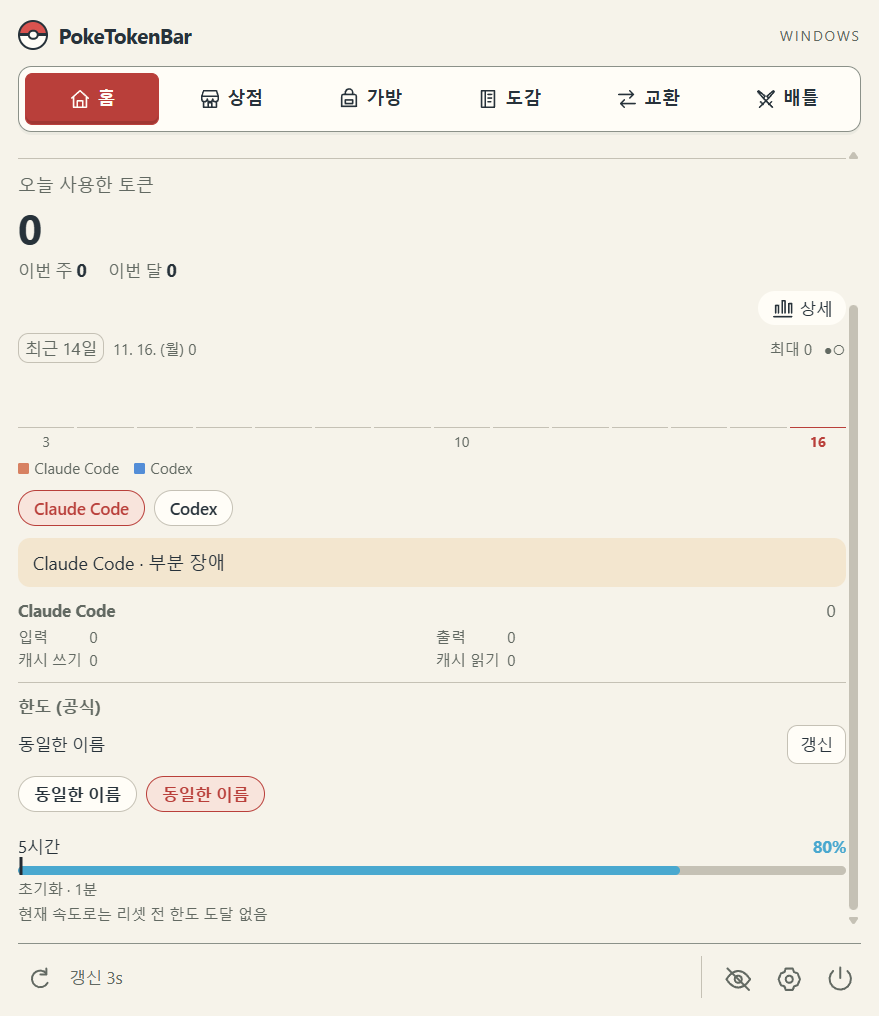 PokeTokenBar
WINDOWS
홈 상점 가방 도감 교환 배틀
오늘 사용한 토큰
0
이번 주 0 이번 달 0
상세
최근 14일 11. 16. (월) 0 최대 0
3 10 16
Claude Code Codex
Claude Code Codex
Claude Code · 부분 장애
Claude Code 0
입력 0 출력 0
캐시 쓰기 0 캐시 읽기 0
한도 (공식)
동일한 이름 갱신
동일한 이름 동일한 이름
5시간 80%
초기화 · 1분
현재 속도로는 리셋 전 한도 도달 없음
갱신 3s